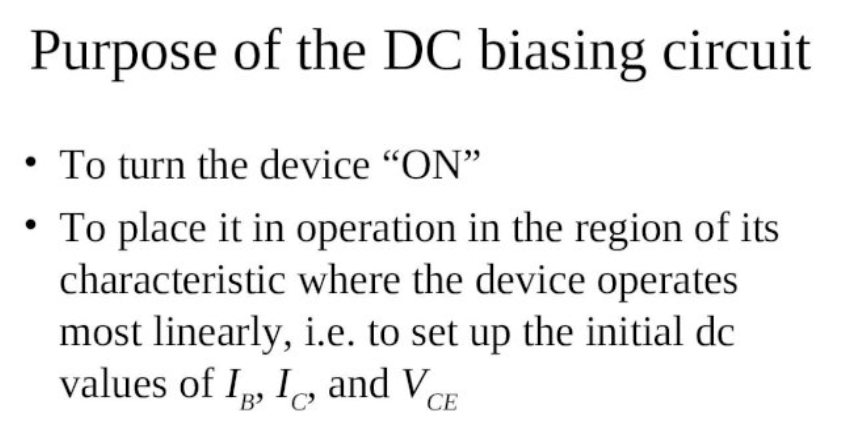 Purpose of the DC biasing circuit
• To turn the device “ON”
• To place it in operation in the region of its
characteristic where the device operates
most linearly, i.e. to set up the initial dc
values of I_B, I_C, and V_CE